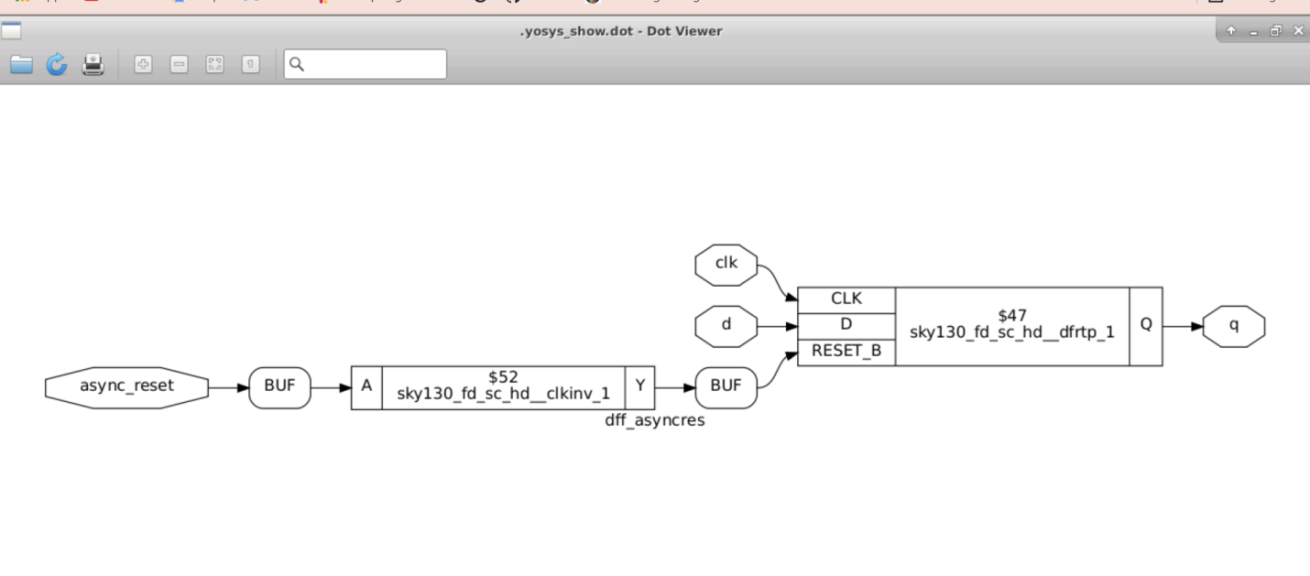 .yosys_show.dot - Dot Viewer
clk
d
CLK
D
RESET_B
$47
sky130_fd_sc_hd__dfrtp_1
Q
q
async_reset
BUF
A
$52
sky130_fd_sc_hd__clkinv_1
Y
BUF
dff_asyncres